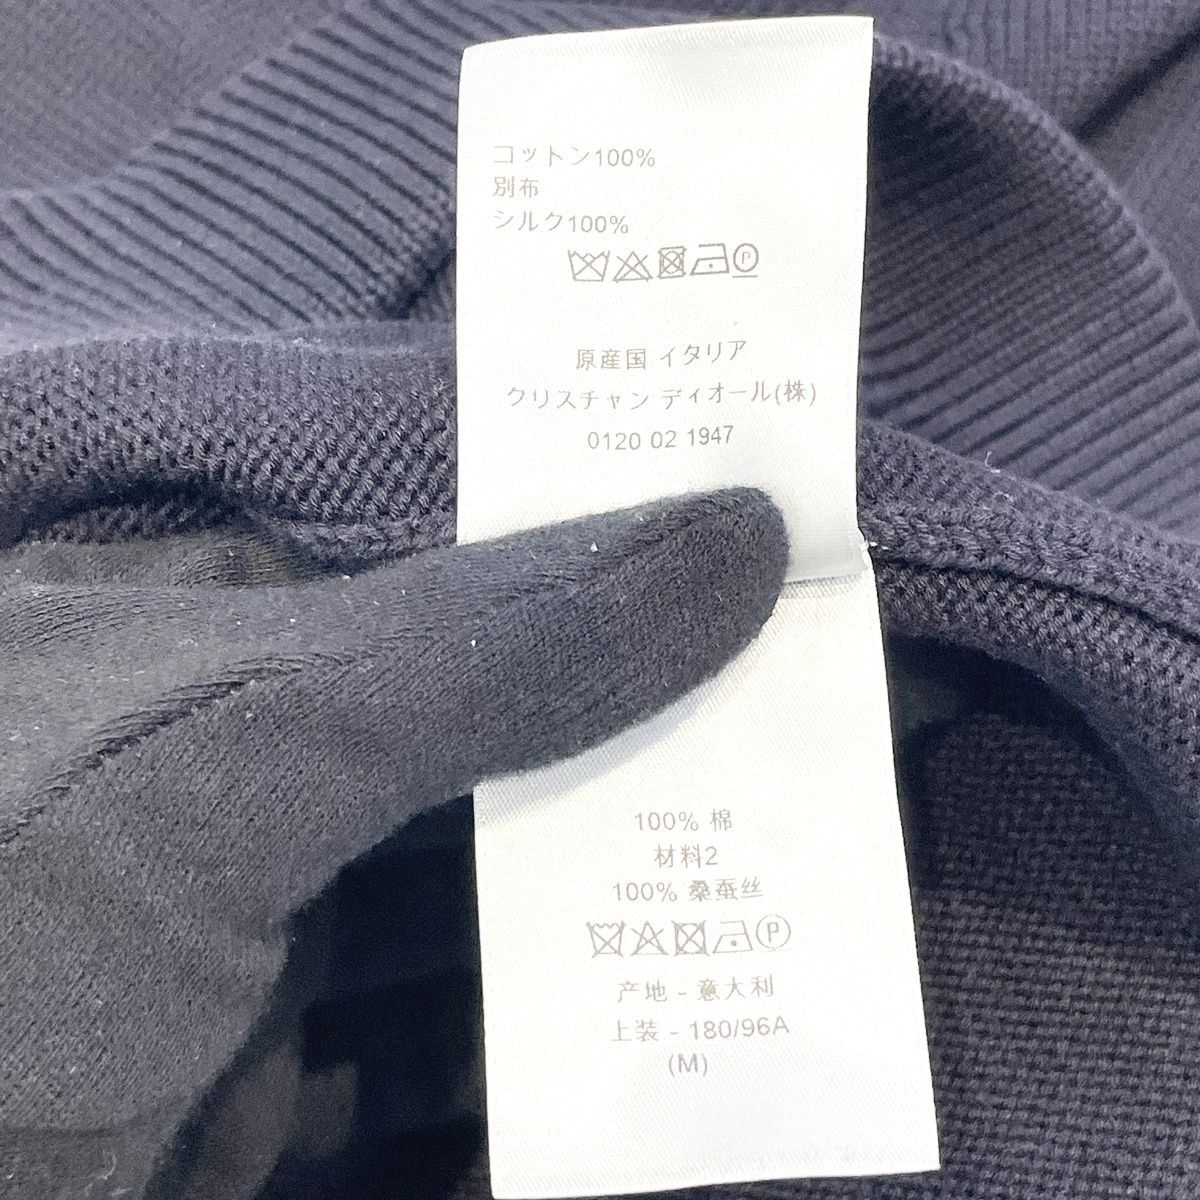 コットン100%
別布
シルク100%
P
原産国 イタリア
クリスチャン ディオール(株)
0120 02 1947
100% 棉
材料2
100% 桑蚕丝
P
产地 - 意大利
上装 - 180/96A
(M)